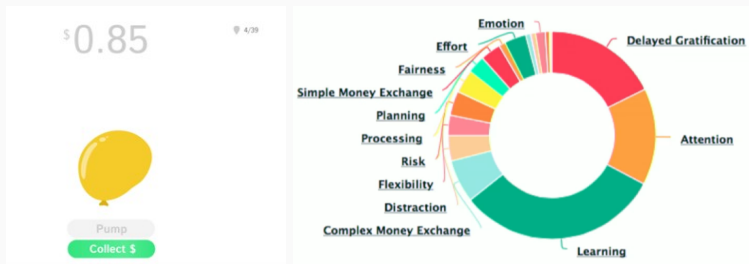 $0.85
4/39
Pump
Collect $
Emotion
Effort
Fairness
Simple Money Exchange
Planning
Processing
Risk
Flexibility
Distraction
Complex Money Exchange
Delayed Gratification
Attention
Learning